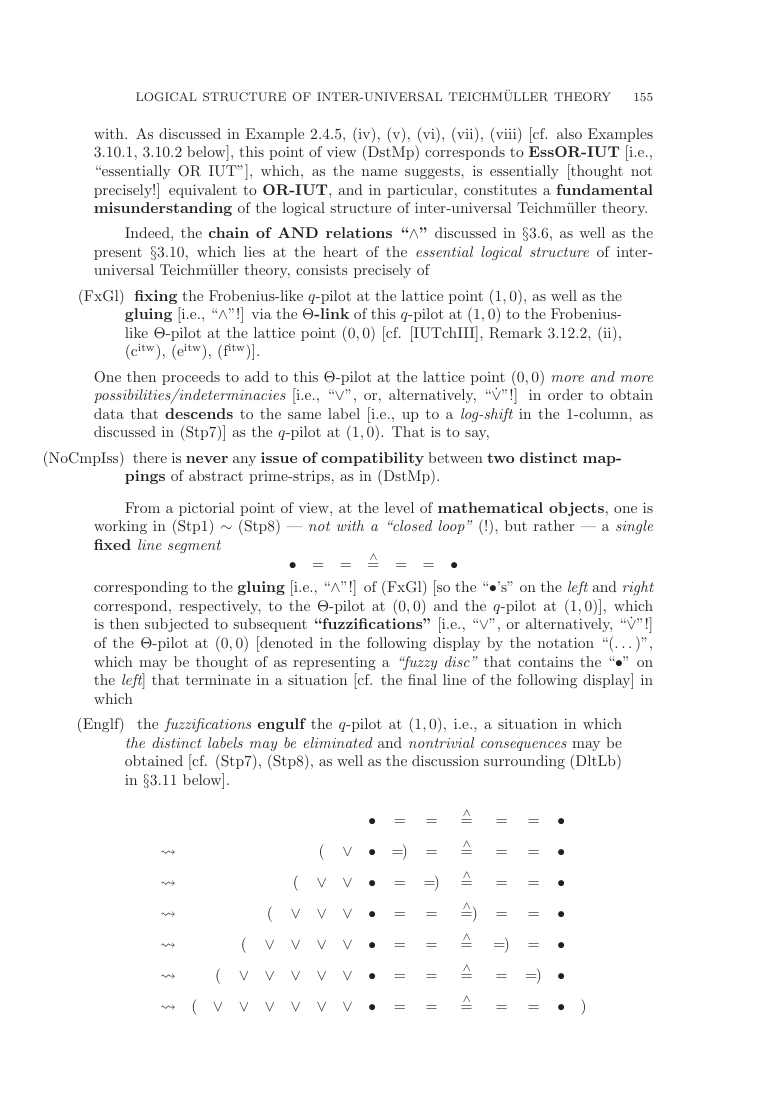 LOGICAL STRUCTURE OF INTER-UNIVERSAL TEICHMÜLLER THEORY 155
with. As discussed in Example 2.4.5, (iv), (v), (vi), (vii), (viii) [cf. also Examples
3.10.1, 3.10.2 below], this point of view (DstMp) corresponds to EssOR-IUT [i.e.,
“essentially OR IUT”], which, as the name suggests, is essentially [thought not
precisely!] equivalent to OR-IUT, and in particular, constitutes a fundamental
misunderstanding of the logical structure of inter-universal Teichmüller theory.
Indeed, the chain of AND relations “∧” discussed in §3.6, as well as the
present §3.10, which lies at the heart of the essential logical structure of inter-
universal Teichmüller theory, consists precisely of
(FxGl) fixing the Frobenius-like q-pilot at the lattice point (1, 0), as well as the
gluing [i.e., “∧”!] via the Θ-link of this q-pilot at (1, 0) to the Frobenius-
like Θ-pilot at the lattice point (0, 0) [cf. [IUTchIII], Remark 3.12.2, (ii),
(cⁱᵗʷ), (eⁱᵗʷ), (fⁱᵗʷ)].
One then proceeds to add to this Θ-pilot at the lattice point (0, 0) more and more
possibilities/indeterminacies [i.e., “∨”, or, alternatively, “∨̇”!] in order to obtain
data that descends to the same label [i.e., up to a log-shift in the 1-column, as
discussed in (Stp7)] as the q-pilot at (1, 0). That is to say,
(NoCmpIss) there is never any issue of compatibility between two distinct map-
pings of abstract prime-strips, as in (DstMp).
From a pictorial point of view, at the level of mathematical objects, one is
working in (Stp1) ∼ (Stp8) — not with a “closed loop” (!), but rather — a single
fixed line segment
• = = ≙ = = •
corresponding to the gluing [i.e., “∧”!] of (FxGl) [so the “•’s” on the left and right
correspond, respectively, to the Θ-pilot at (0, 0) and the q-pilot at (1, 0)], which
is then subjected to subsequent “fuzzifications” [i.e., “∨”, or alternatively, “∨̇”!]
of the Θ-pilot at (0, 0) [denoted in the following display by the notation “(. . . )”,
which may be thought of as representing a “fuzzy disc” that contains the “•” on
the left] that terminate in a situation [cf. the final line of the following display] in
which
(Englf) the fuzzifications engulf the q-pilot at (1, 0), i.e., a situation in which
the distinct labels may be eliminated and nontrivial consequences may be
obtained [cf. (Stp7), (Stp8), as well as the discussion surrounding (DltLb)
in §3.11 below].
• = = ≙ = = •
⇝ ( ∨ • =) = ≙ = = •
⇝ ( ∨ ∨ • = =) ≙ = = •
⇝ ( ∨ ∨ ∨ • = = ≙) = = •
⇝ ( ∨ ∨ ∨ ∨ • = = ≙ =) = •
⇝ ( ∨ ∨ ∨ ∨ ∨ • = = ≙ = =) •
⇝ ( ∨ ∨ ∨ ∨ ∨ ∨ • = = ≙ = = • )